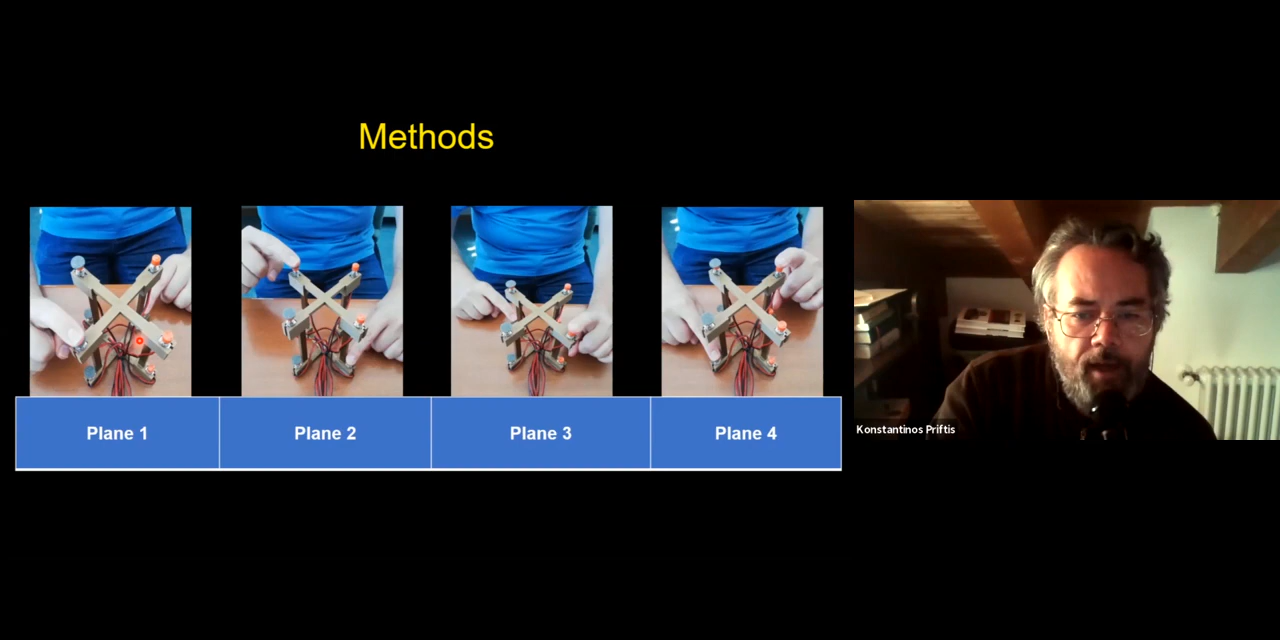 Methods
Plane 1
Plane 2
Plane 3
Plane 4
Konstantinos Priftis